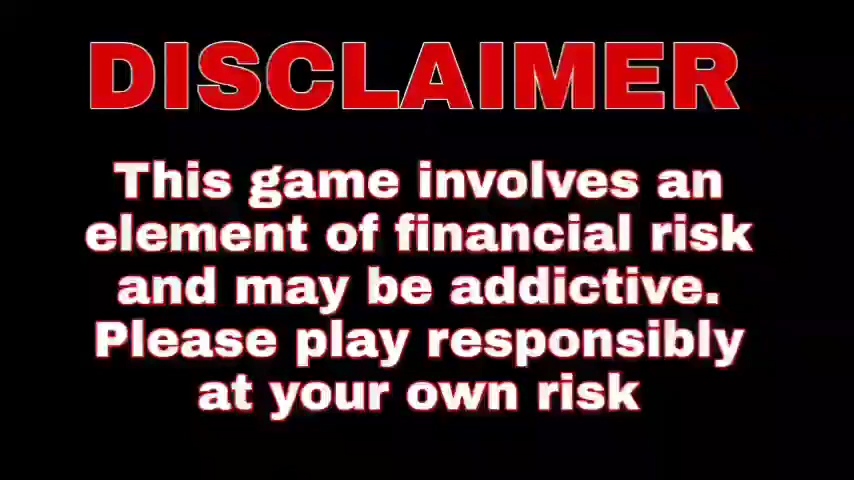 DISCLAIMER
This game involves an
element of financial risk
and may be addictive.
Please play responsibly
at your own risk